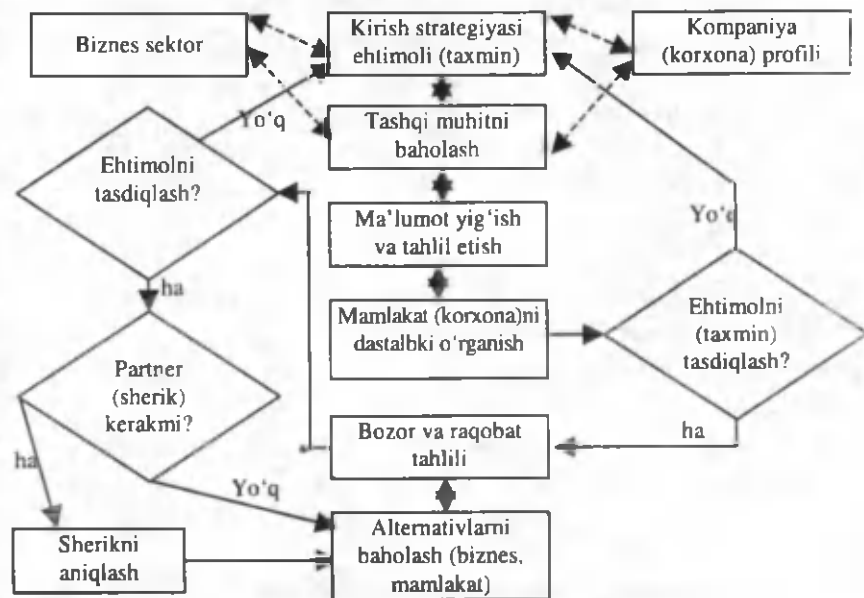 Biznes sektor
Kirish strategiyasi
ehtimoli (taxmin)
Kompaniya
(korxona) profili
Yo‘q
Tashqi muhitni
baholash
Ehtimolni
tasdiqlash?
Ma’lumot yig‘ish
va tahlil etish
Yo‘q
ha
Mamlakat (korxona)ni
dastalbki o‘rganish
Ehtimolni
(taxmin)
tasdiqlash?
Partner
(sherik)
kerakmi?
Bozor va raqobat
tahlili
ha
ha
Yo‘q
Sherikni
aniqlash
Alternativlarni
baholash (biznes,
mamlakat)